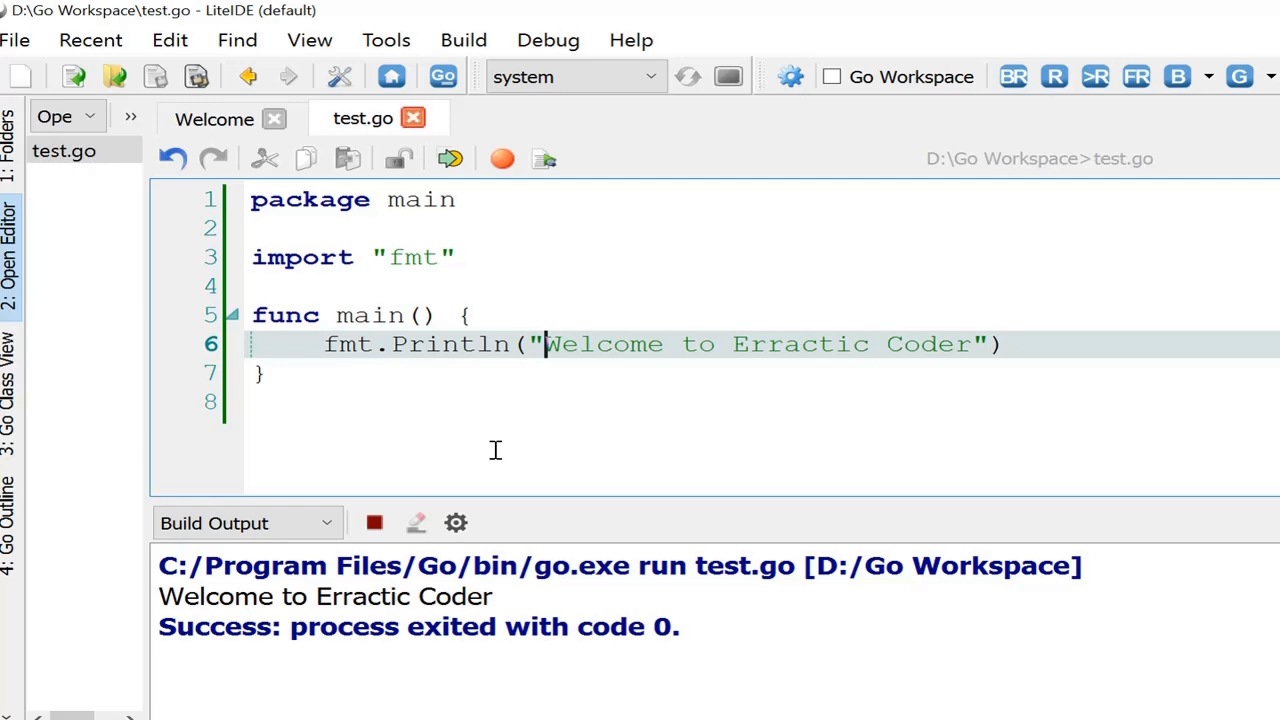 D:\Go Workspace\test.go - LiteIDE (default)
File Recent Edit Find View Tools Build Debug Help
Go system Go Workspace BR R >R FR B G
1: Folders
2: Open Editor
3: Go Class View
4: Go Outline
Ope >> Welcome test.go
test.go
D:\Go Workspace>test.go
1 package main
2
3 import "fmt"
4
5 func main() {
6 fmt.Println("Welcome to Erractic Coder")
7 }
8
Build Output
C:/Program Files/Go/bin/go.exe run test.go [D:/Go Workspace]
Welcome to Erractic Coder
Success: process exited with code 0.